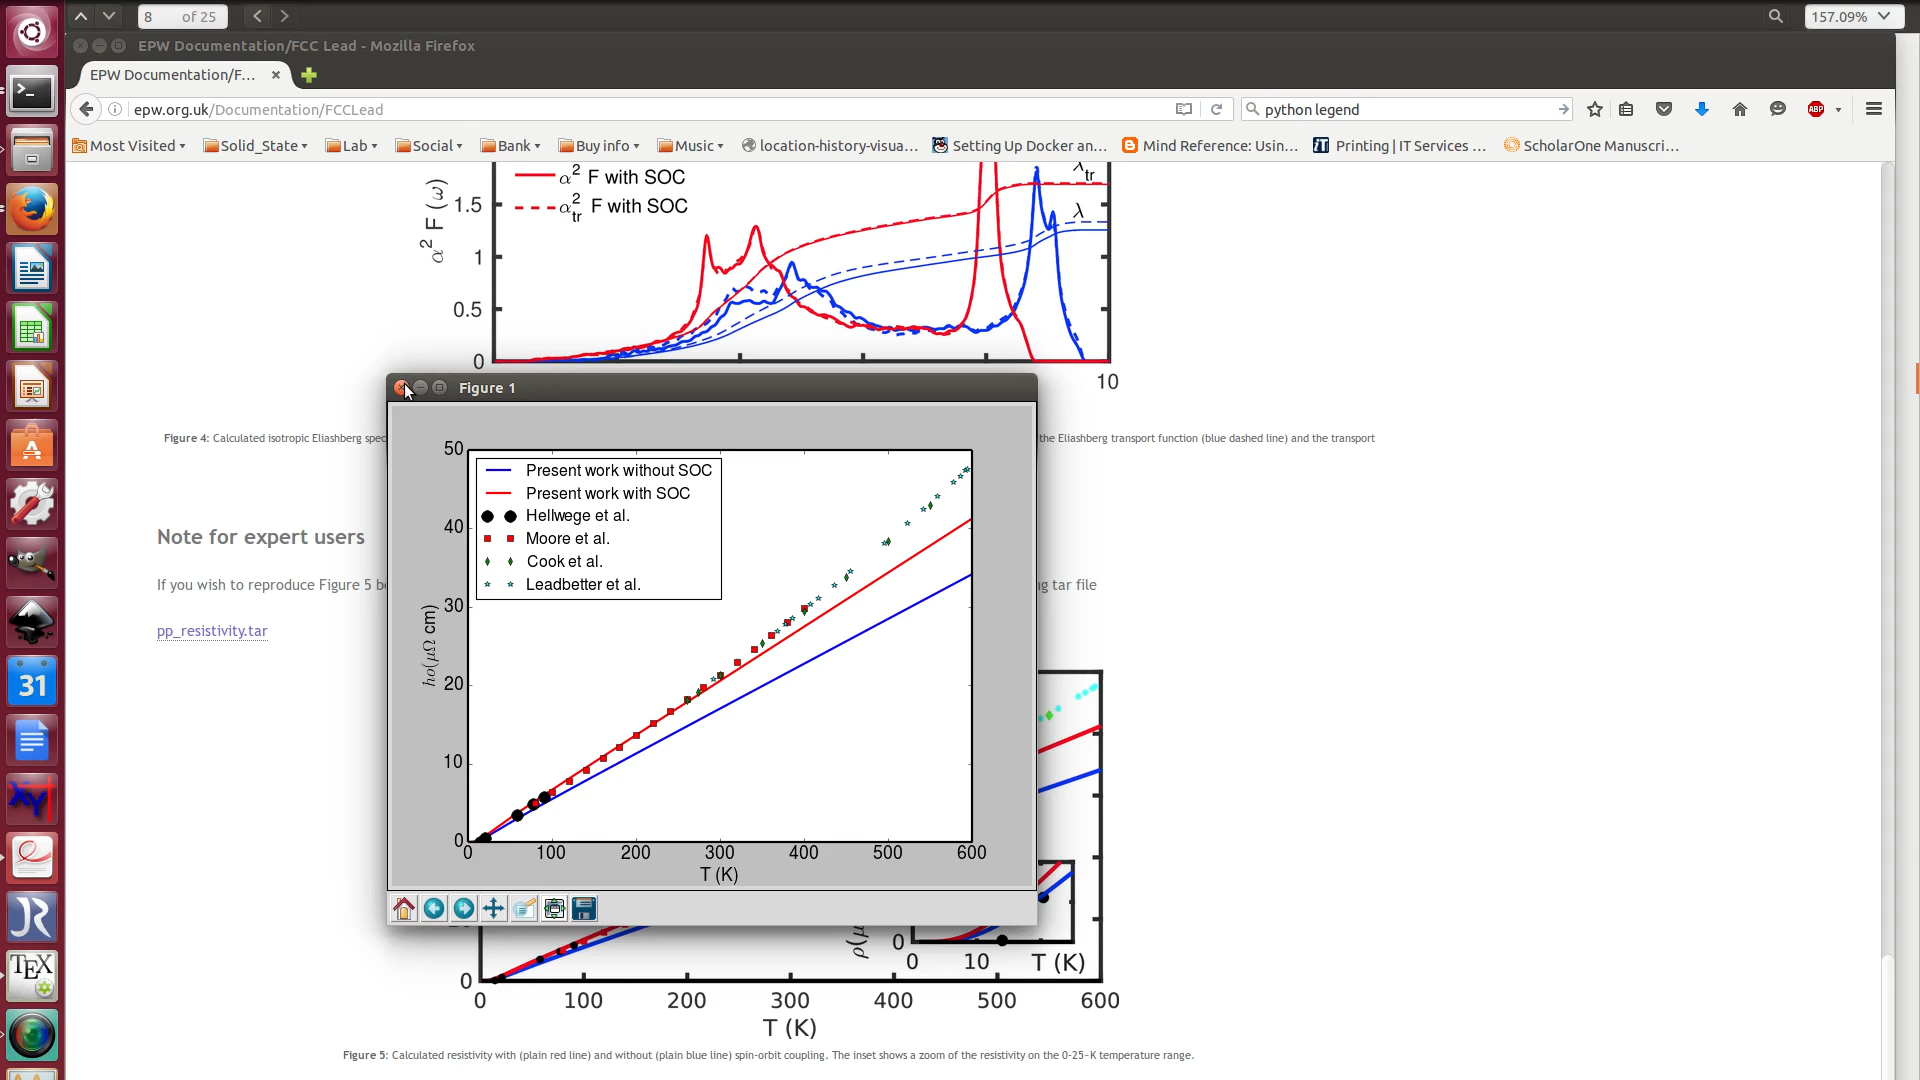 8 of 25
157.09%
EPW Documentation/FCC Lead - Mozilla Firefox
EPW Documentation/F...
epw.org.uk/Documentation/FCCLead
python legend
ABP
Most Visited
Solid_State
Lab
Social
Bank
Buy info
Music
location-history-visua...
Setting Up Docker an...
Mind Reference: Usin...
Printing | IT Services ...
ScholarOne Manuscri...
α² F with SOC
α²tr F with SOC
α² F (ω)
1.5
1
0.5
0
λtr
λ
10
Figure 4: Calculated isotropic Eliashberg spec
the Eliashberg transport function (blue dashed line) and the transport
Note for expert users
If you wish to reproduce Figure 5 b
g tar file
pp_resistivity.tar
Figure 1
Present work without SOC
Present work with SOC
Hellwege et al.
Moore et al.
Cook et al.
Leadbetter et al.
50
40
30
20
10
0
ho(μΩ cm)
0 100 200 300 400 500 600
T (K)
ρ(μ
0
0 10 T (K)
0
0 100 200 300 400 500 600
T (K)
Figure 5: Calculated resistivity with (plain red line) and without (plain blue line) spin-orbit coupling. The inset shows a zoom of the resistivity on the 0-25-K temperature range.
31
TEX